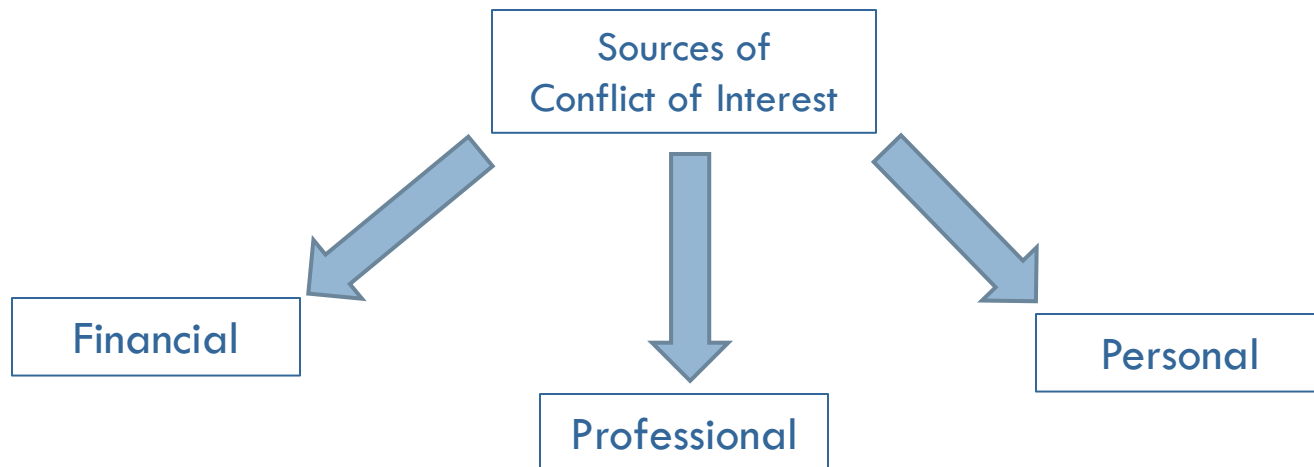 Sources of
Conflict of Interest
Financial
Professional
Personal